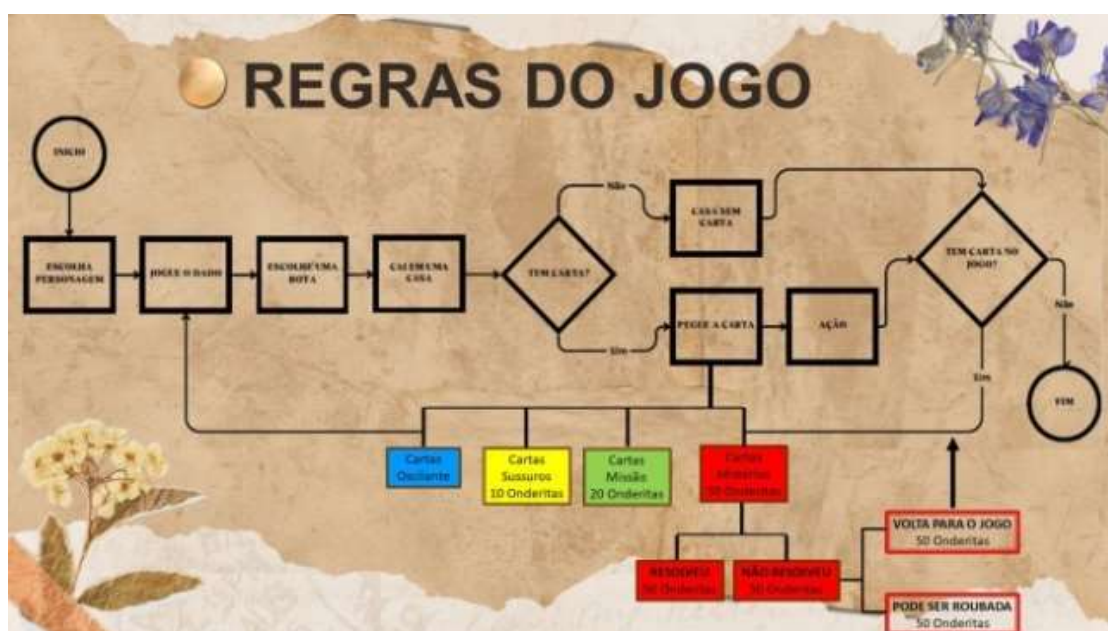 REGRAS DO JOGO
INICIO
ESCOLHA
PERSONAGEM
JOGUE O DADO
ESCOLHE UMA
ROTA
CAI EM UMA
CASA
TEM CARTA?
Não
CASA SEM
CARTA
Sim
PEGUE A CARTA
AÇÃO
TEM CARTA NO
JOGO?
Não
Sim
FIM
Cartas
Oscilante
Cartas
Sussuros
10 Onderitas
Cartas
Missão
20 Onderitas
Cartas
Mistérios
Onderitas
RESOLVEU
Onderitas
NÃO RESOLVEU
Onderitas
VOLTA PARA O JOGO
50 Onderitas
PODE SER ROUBADA
50 Onderitas